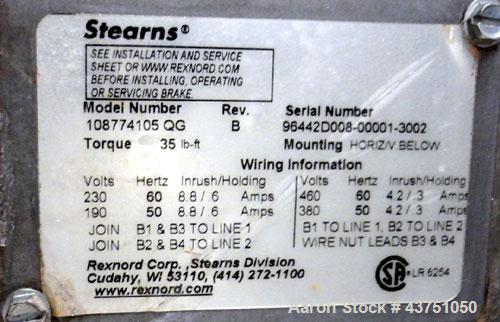 Stearns®
SEE INSTALLATION AND SERVICE
SHEET OR WWW.REXNORD.COM
BEFORE INSTALLING, OPERATING
OR SERVICING BRAKE.
Model Number Rev. Serial Number
108774105 QG B 96442D008-00001-3002
Torque 35 lb-ft Mounting HORIZ/V BELOW
Wiring Information
Volts Hertz Inrush/Holding Volts Hertz Inrush/Holding
230 60 8.8/.6 Amps 460 60 4.2/.3 Amps
190 50 8.8/.6 Amps 380 50 4.2/.3 Amps
JOIN B1 & B3 TO LINE 1 B1 TO LINE 1, B2 TO LINE 2
JOIN B2 & B4 TO LINE 2 WIRE NUT LEADS B3 & B4
Rexnord Corp. ,Stearns Division
Cudahy, WI 53110, (414) 272-1100
www.rexnord.com
SA ® LR 6254
Aaron Stock # 43751050